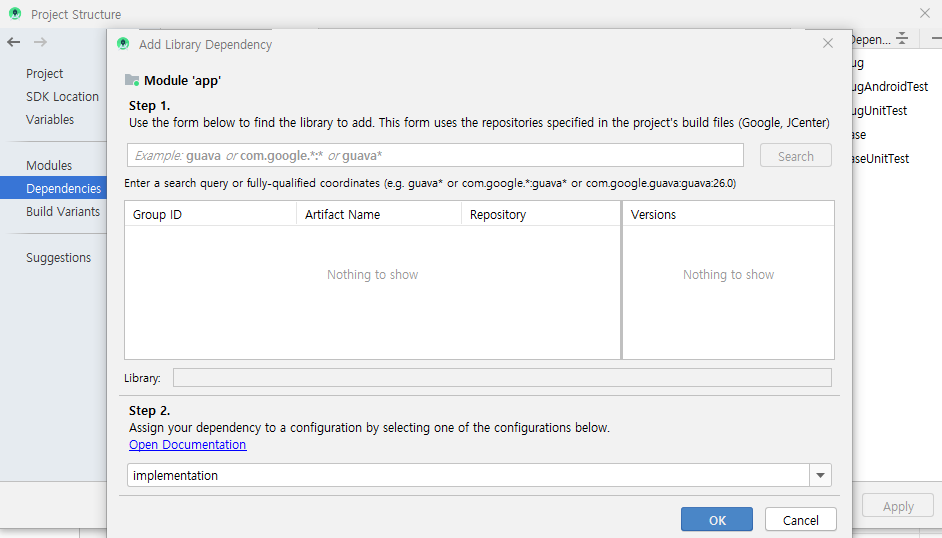 Project Structure
Add Library Dependency
Project
SDK Location
Variables
Modules
Dependencies
Build Variants
Suggestions
Module 'app'
Step 1.
Use the form below to find the library to add. This form uses the repositories specified in the project's build files (Google, JCenter)
Example: guava or com.google.*:* or guava*
Search
Enter a search query or fully-qualified coordinates (e.g. guava* or com.google.*:guava* or com.google.guava:guava:26.0)
Group ID Artifact Name Repository Versions
Nothing to show Nothing to show
Library:
Step 2.
Assign your dependency to a configuration by selecting one of the configurations below.
Open Documentation
implementation
OK Cancel
Depen...
ug
ugAndroidTest
ugUnitTest
ase
aseUnitTest
Apply